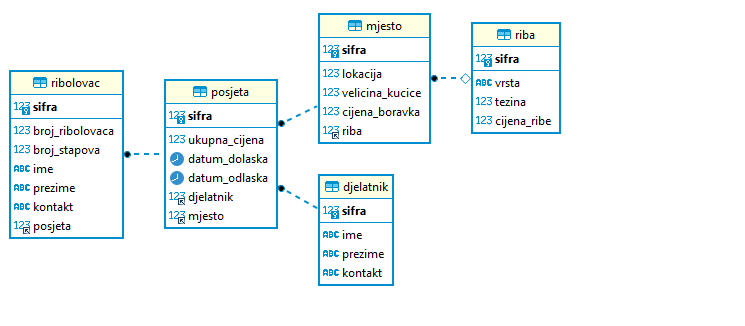 ribolovac
123 sifra
123 broj_ribolovaca
123 broj_stapova
ABC ime
ABC prezime
ABC kontakt
123 posjeta
posjeta
123 sifra
123 ukupna_cijena
datum_dolaska
datum_odlaska
123 djelatnik
123 mjesto
mjesto
123 sifra
123 lokacija
123 velicina_kucice
123 cijena_boravka
123 riba
djelatnik
123 sifra
ABC ime
ABC prezime
ABC kontakt
riba
123 sifra
ABC vrsta
123 tezina
123 cijena_ribe